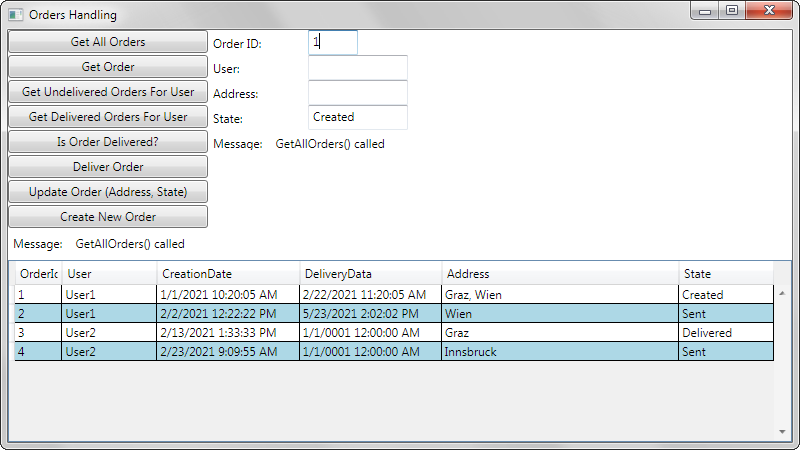 Orders Handling
Get All Orders
Order ID: 1
Get Order
User:
Get Undelivered Orders For User
Address:
Get Delivered Orders For User
State: Created
Is Order Delivered?
Message: GetAllOrders() called
Deliver Order
Update Order (Address, State)
Create New Order
Message: GetAllOrders() called
OrderIc User CreationDate DeliveryData Address State
1 User1 1/1/2021 10:20:05 AM 2/22/2021 11:20:05 AM Graz, Wien Created
2 User1 2/2/2021 12:22:22 PM 5/23/2021 2:02:02 PM Wien Sent
3 User2 2/13/2021 1:33:33 PM 1/1/0001 12:00:00 AM Graz Delivered
4 User2 2/23/2021 9:09:55 AM 1/1/0001 12:00:00 AM Innsbruck Sent